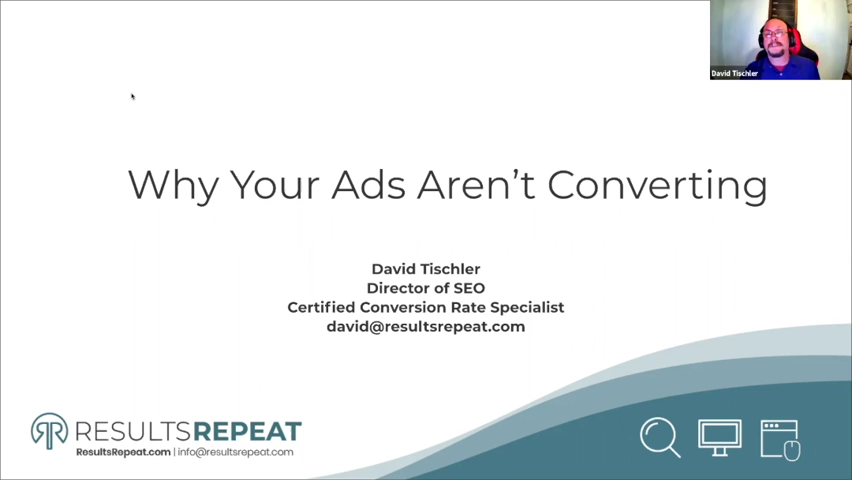 David Tischler
Why Your Ads Aren’t Converting
David Tischler
Director of SEO
Certified Conversion Rate Specialist
david@resultsrepeat.com
RESULTSREPEAT
ResultsRepeat.com | info@resultsrepeat.com